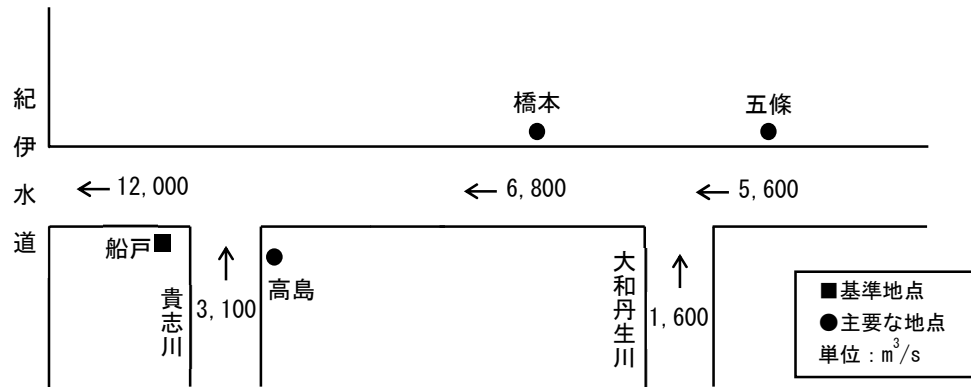 紀伊水道
橋本
五條
← 12,000
← 6,800
← 5,600
船戸■
貴志川
↑
3,100
●
高島
大和丹生川
↑
1,600
■基準地点
●主要な地点
単位：m³/s